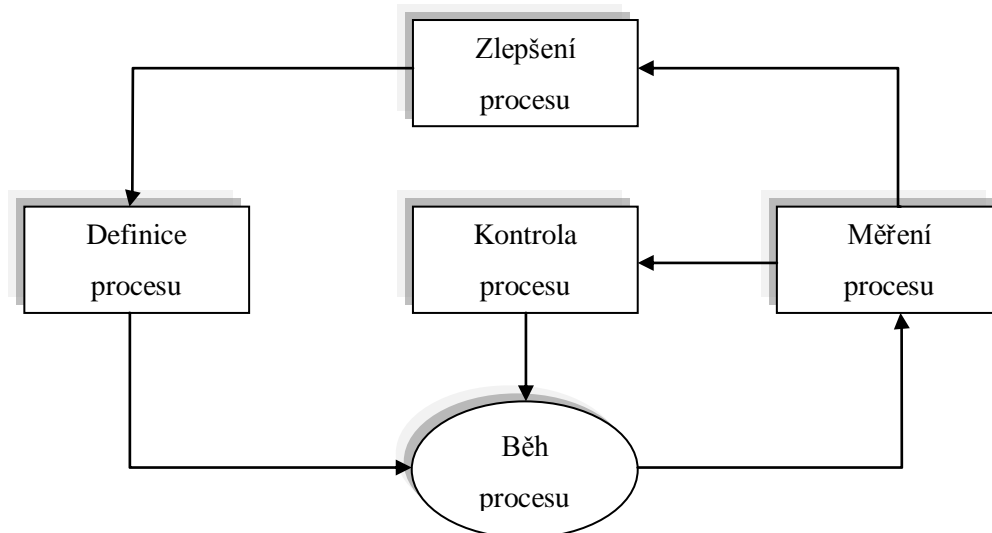 Zlepšení
procesu
Definice
procesu
Kontrola
procesu
Měření
procesu
Běh
procesu